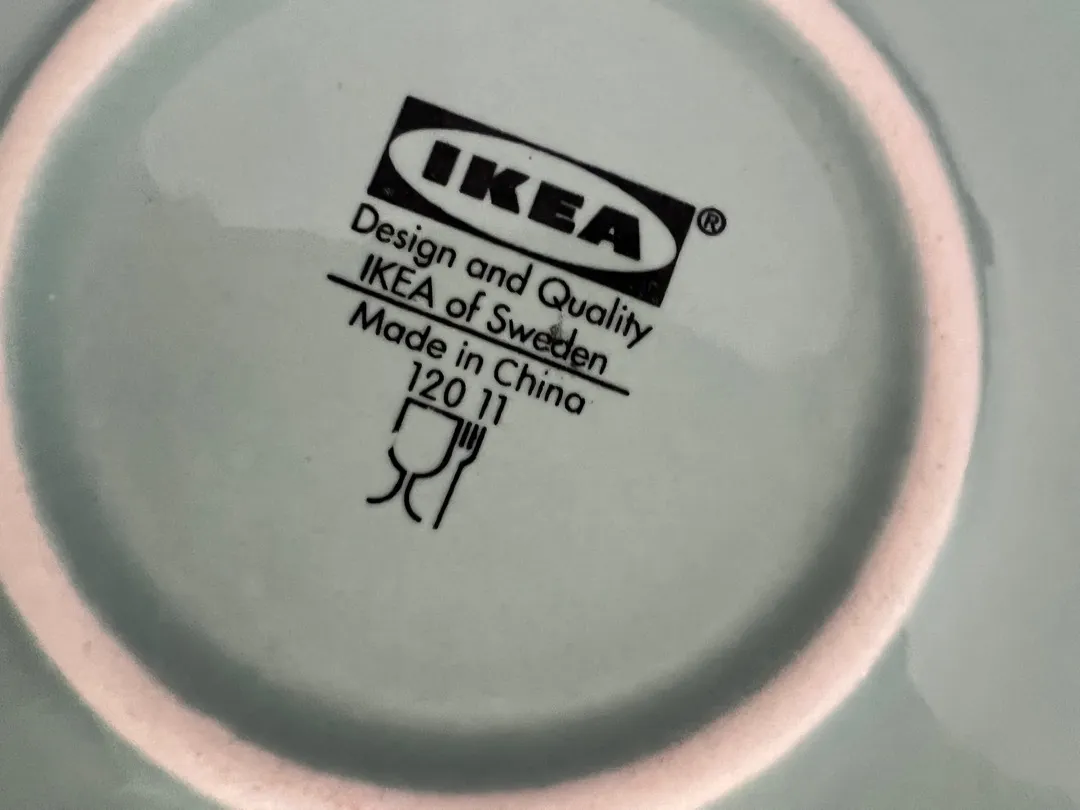 IKEA®
Design and Quality
IKEA of Sweden
Made in China
120 11